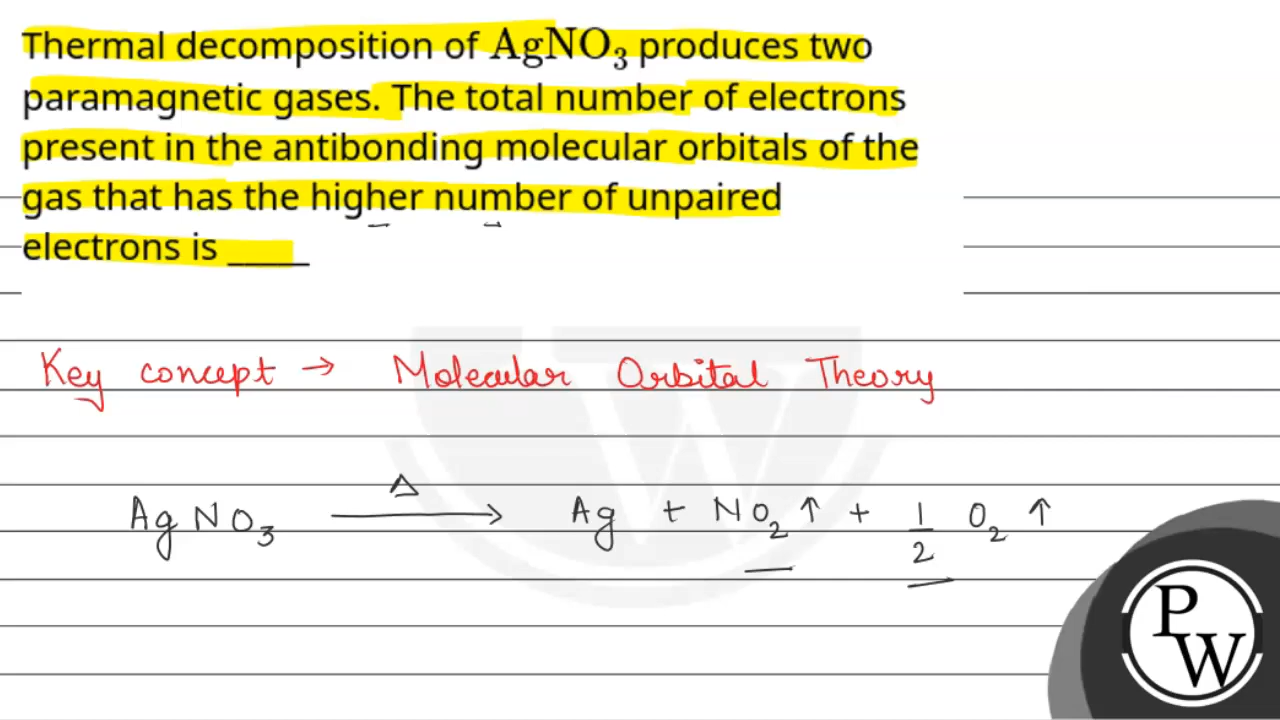 Thermal decomposition of AgNO₃ produces two
paramagnetic gases. The total number of electrons
present in the antibonding molecular orbitals of the
gas that has the higher number of unpaired
electrons is _____
Key concept → Molecular Orbital Theory
AgNO₃ —Δ→ Ag + NO₂ ↑ + 1/2 O₂ ↑
PW